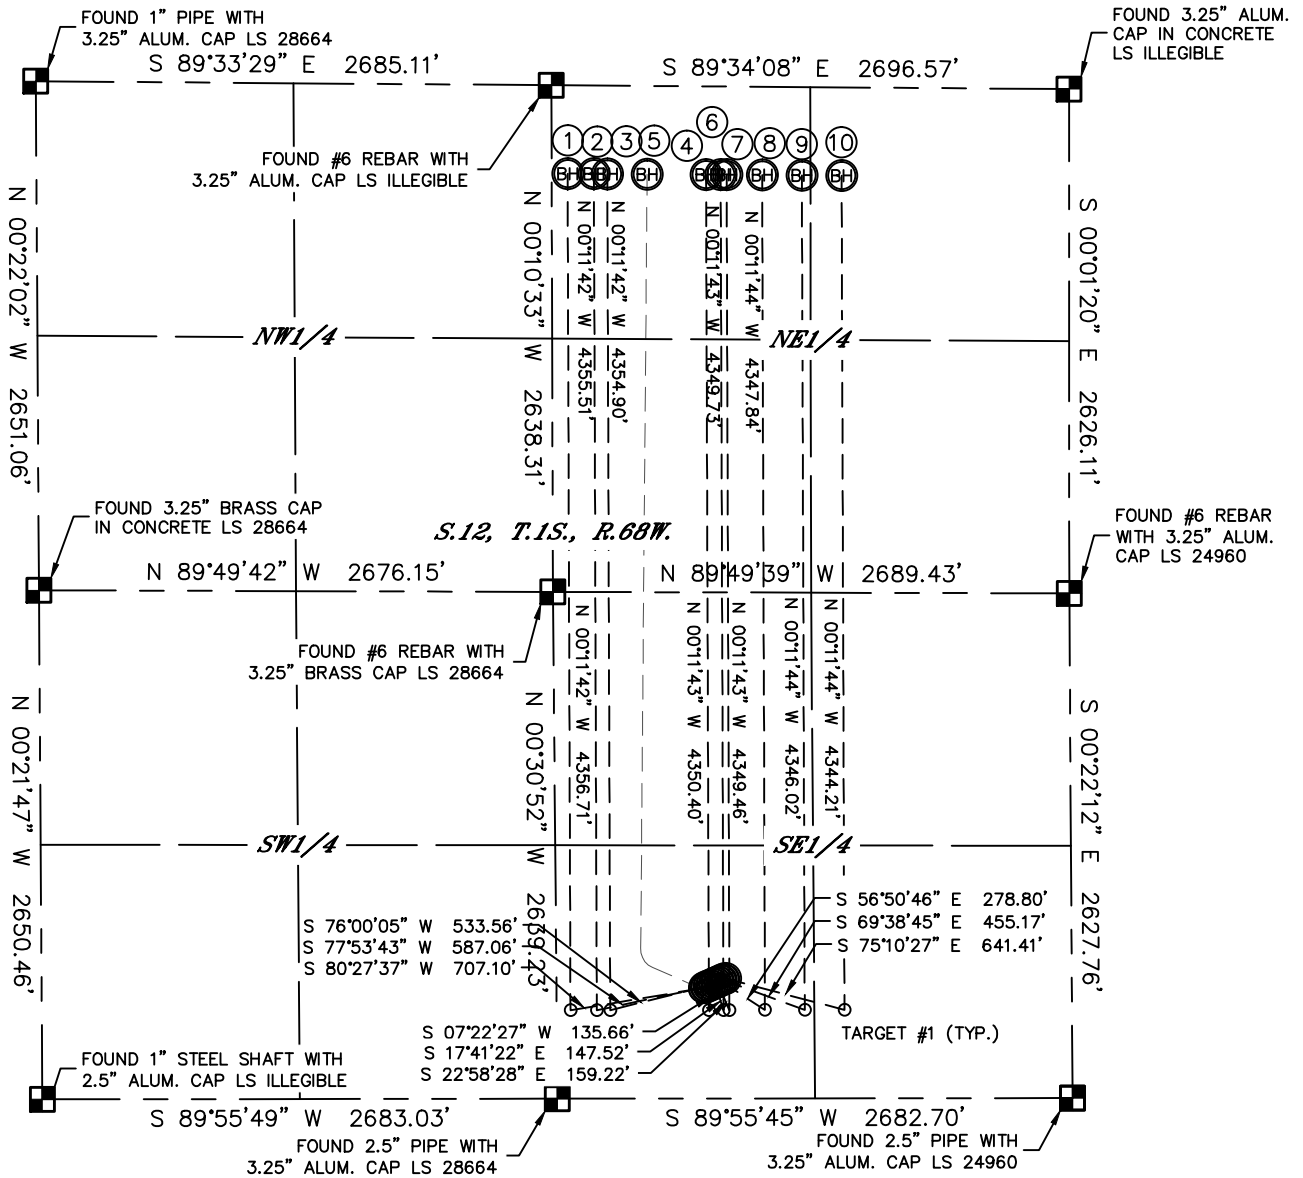 FOUND 1" PIPE WITH
3.25" ALUM. CAP LS 28664
S 89°33'29" E 2685.11'
S 89°34'08" E 2696.57'
FOUND 3.25" ALUM.
CAP IN CONCRETE
LS ILLEGIBLE
FOUND #6 REBAR WITH
3.25" ALUM. CAP LS ILLEGIBLE
1
2
3
5
4
6
7
8
9
10
BH
BH
BH
BH
BH
BH
BH
BH
BH
N 00°22'02" W 2651.06'
N 00°10'33" W 2638.31'
N 00°11'42" W 4355.51'
N 00°11'42" W 4354.90'
N 00°11'43" W 4349.73'
N 00°11'44" W 4347.84'
S 00°01'20" E 2626.11'
NW1/4
NE1/4
FOUND 3.25" BRASS CAP
IN CONCRETE LS 28664
S.12, T.1S., R.68W.
FOUND #6 REBAR
WITH 3.25" ALUM.
CAP LS 24960
N 89°49'42" W 2676.15'
N 89°49'39" W 2689.43'
FOUND #6 REBAR WITH
3.25" BRASS CAP LS 28664
N 00°21'47" W 2650.46'
N 00°30'52" W 2639.23'
N 00°11'42" W 4356.71'
N 00°11'43" W 4350.40'
N 00°11'43" W 4349.46'
N 00°11'44" W 4346.02'
N 00°11'44" W 4344.21'
S 00°22'12" E 2627.76'
SW1/4
SE1/4
S 76°00'05" W 533.56'
S 77°53'43" W 587.06'
S 80°27'37" W 707.10'
S 56°50'46" E 278.80'
S 69°38'45" E 455.17'
S 75°10'27" E 641.41'
S 07°22'27" W 135.66'
S 17°41'22" E 147.52'
S 22°58'28" E 159.22'
TARGET #1 (TYP.)
FOUND 1" STEEL SHAFT WITH
2.5" ALUM. CAP LS ILLEGIBLE
S 89°55'49" W 2683.03'
S 89°55'45" W 2682.70'
FOUND 2.5" PIPE WITH
3.25" ALUM. CAP LS 28664
FOUND 2.5" PIPE WITH
3.25" ALUM. CAP LS 24960